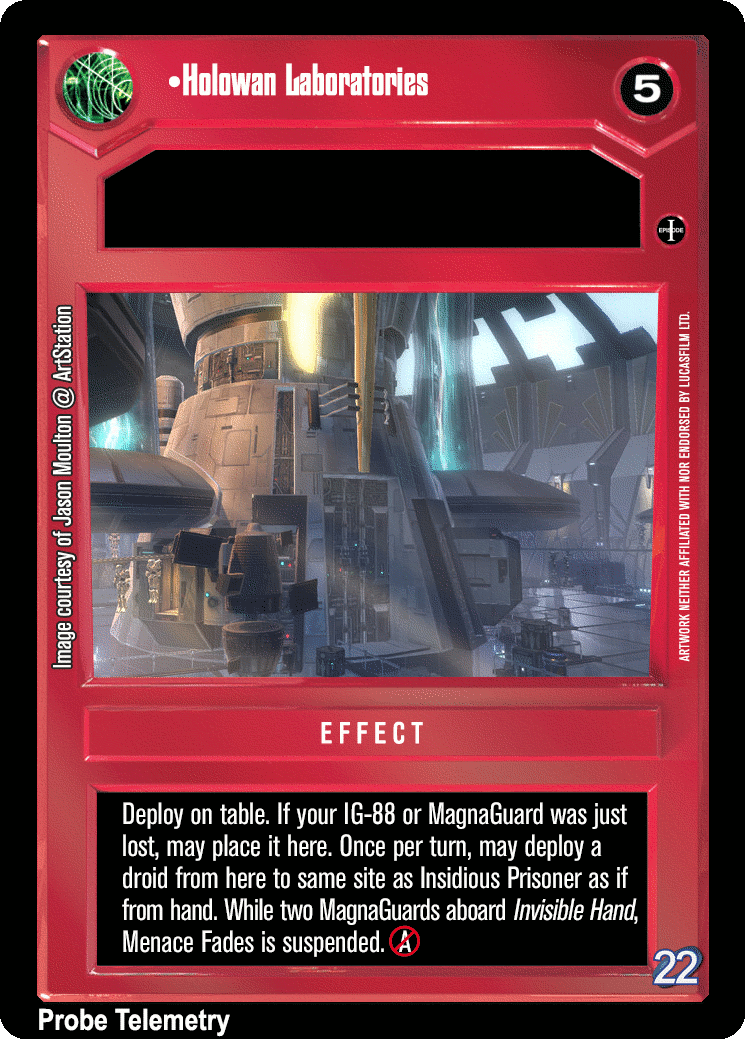 •Holowan Laboratories
5
EPISODE
I
Image courtesy of Jason Moulton @ ArtStation
ARTWORK NEITHER AFFILIATED WITH NOR ENDORSED BY LUCASFILM LTD.
EFFECT
Deploy on table. If your IG-88 or MagnaGuard was just
lost, may place it here. Once per turn, may deploy a
droid from here to same site as Insidious Prisoner as if
from hand. While two MagnaGuards aboard Invisible Hand,
Menace Fades is suspended. A
22
Probe Telemetry